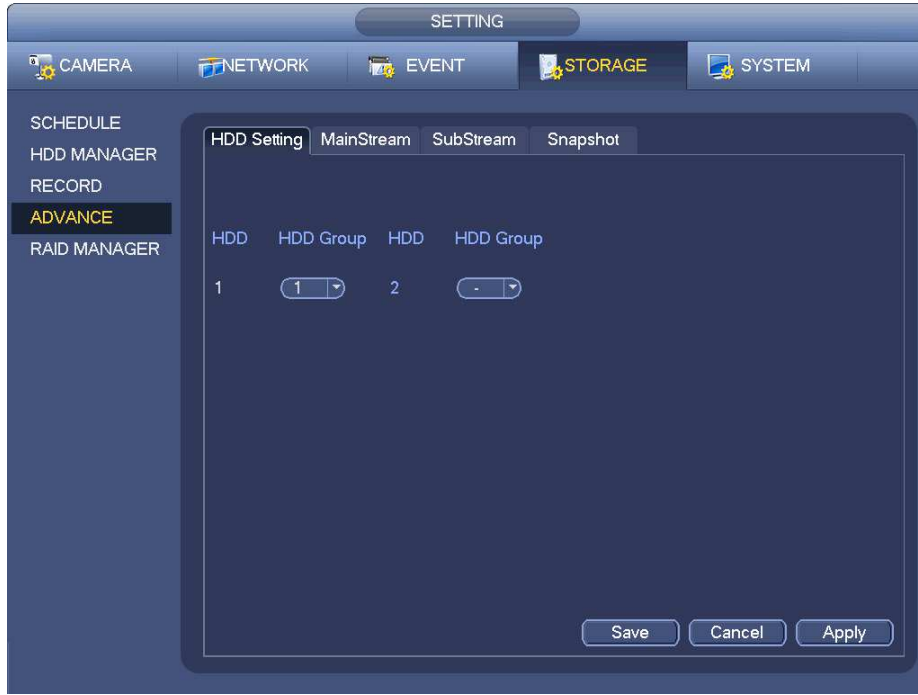 SETTING
CAMERA NETWORK EVENT STORAGE SYSTEM
SCHEDULE
HDD MANAGER
RECORD
ADVANCE
RAID MANAGER
HDD Setting MainStream SubStream Snapshot
HDD HDD Group HDD HDD Group
1 1 2 -
Save Cancel Apply